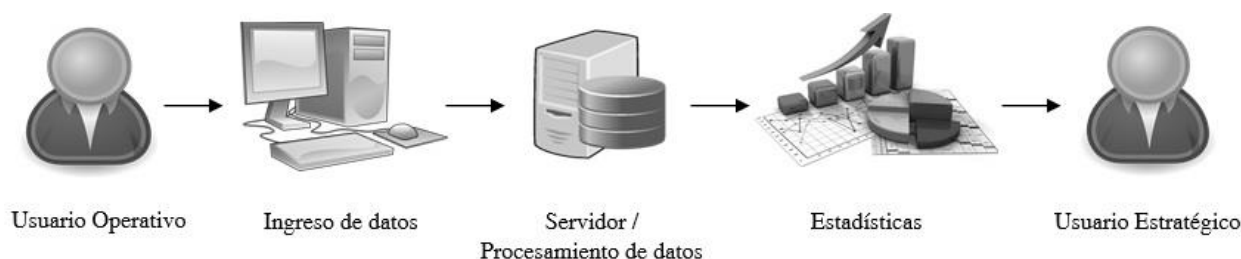 Usuario Operativo
Ingreso de datos
Servidor /
Procesamiento de datos
Estadísticas
Usuario Estratégico